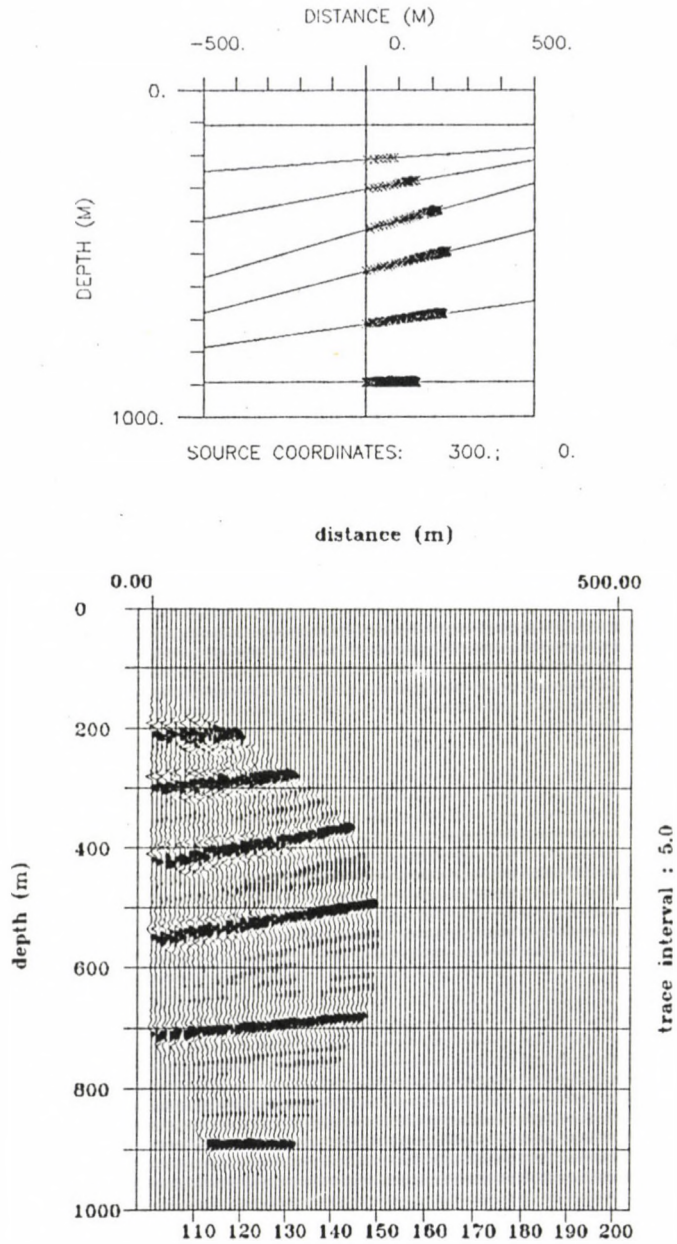 DISTANCE (M)
-500. 0. 500.
0.
DEPTH (M)
1000.
SOURCE COORDINATES: 300.; 0.
distance (m)
0.00 500.00
0
200
400
600
800
1000
depth (m)
trace interval : 5.0
110 120 130 140 150 160 170 180 190 200